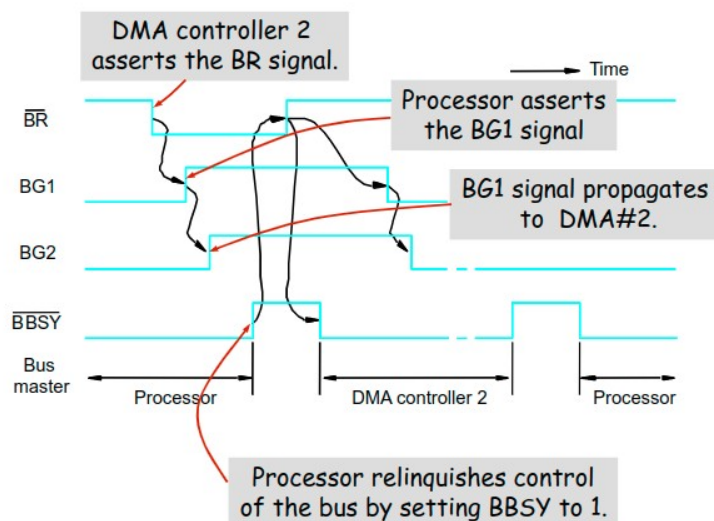 DMA controller 2
asserts the BR signal.
Time
Processor asserts
the BG1 signal
BR
BG1
BG1 signal propagates
to DMA#2.
BG2
BBSY
Bus
master
Processor
DMA controller 2
Processor
Processor relinquishes control
of the bus by setting BBSY to 1.